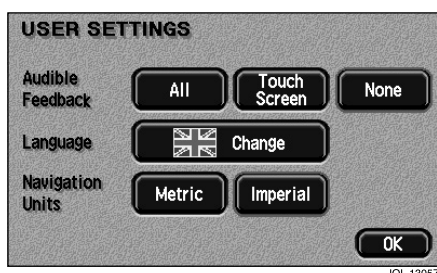 USER SETTINGS
Audible Feedback
All
Touch Screen
None
Language
Change
Navigation Units
Metric
Imperial
OK